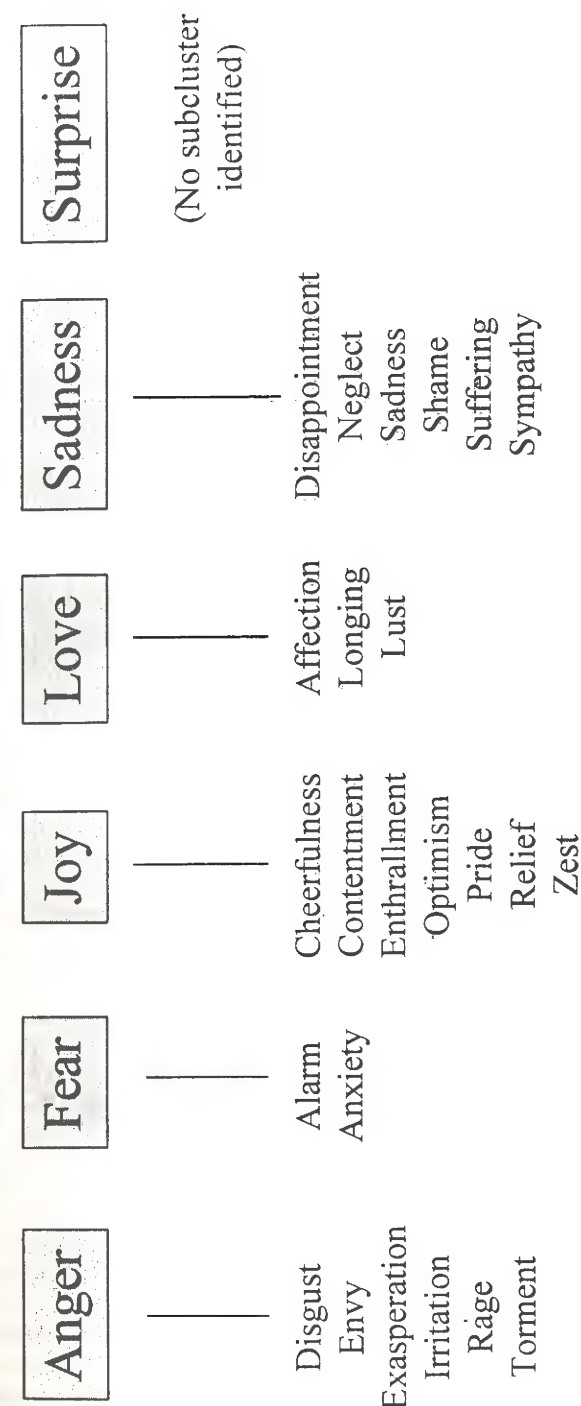 Anger
Disgust
Envy
Exasperation
Irritation
Rage
Torment
Fear
Alarm
Anxiety
Joy
Cheerfulness
Contentment
Enthrallment
Optimism
Pride
Relief
Zest
Love
Affection
Longing
Lust
Sadness
Disappointment
Neglect
Sadness
Shame
Suffering
Sympathy
Surprise
(No subcluster
identified)